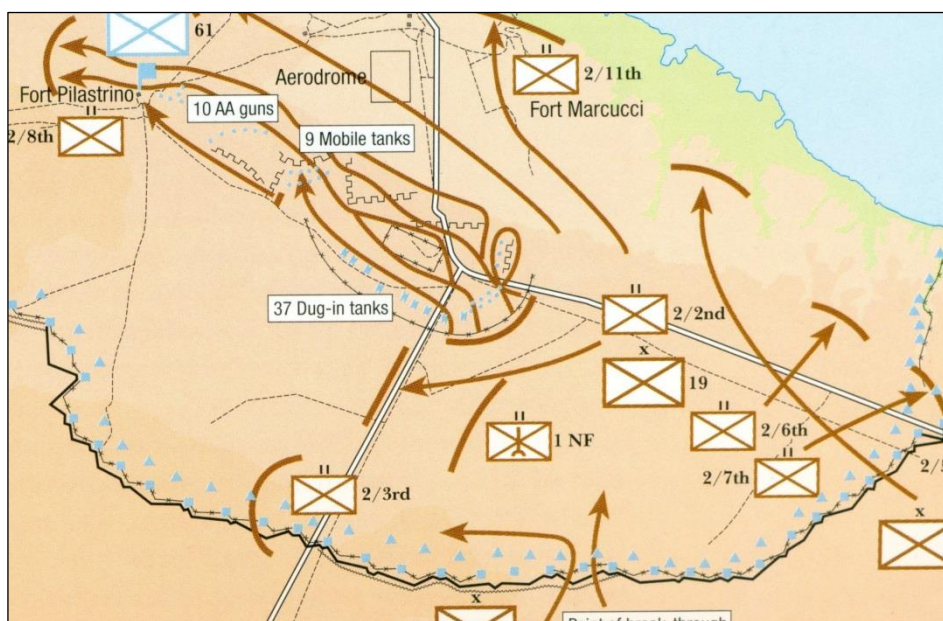 61
Aerodrome
2/11th
Fort Pilastrino
10 AA guns
Fort Marcucci
2/8th
9 Mobile tanks
37 Dug-in tanks
2/2nd
x
19
2/6th
1 NF
2/7th
2/3rd
x
x
Point of break-through